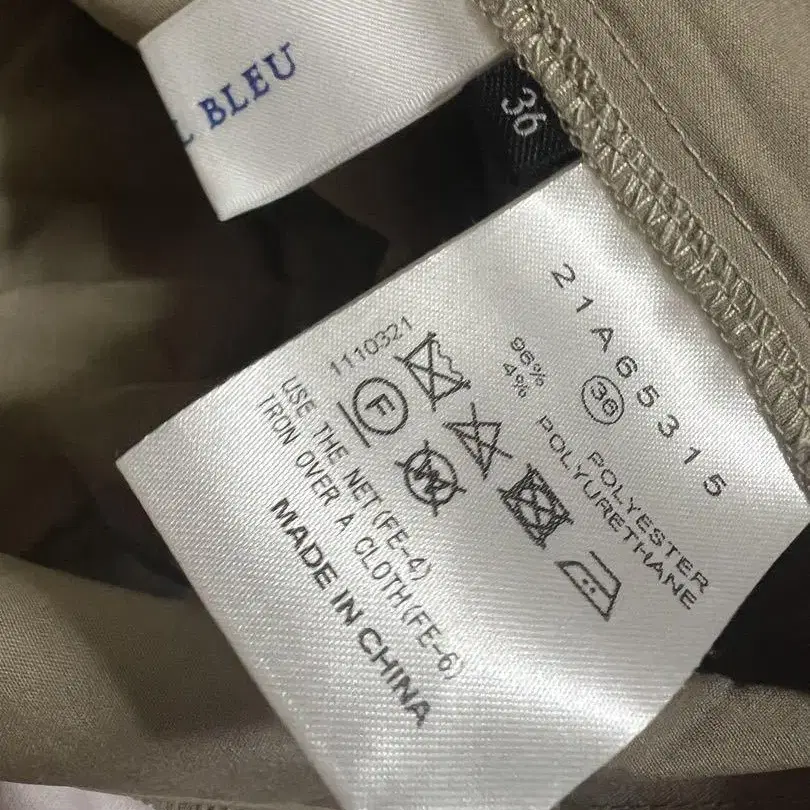 L BLEU
36
21A65315
36
96% POLYESTER
4% POLYURETHANE
F
W
1110321
USE THE NET(FE-4)
IRON OVER A CLOTH(FE-6)
MADE IN CHINA